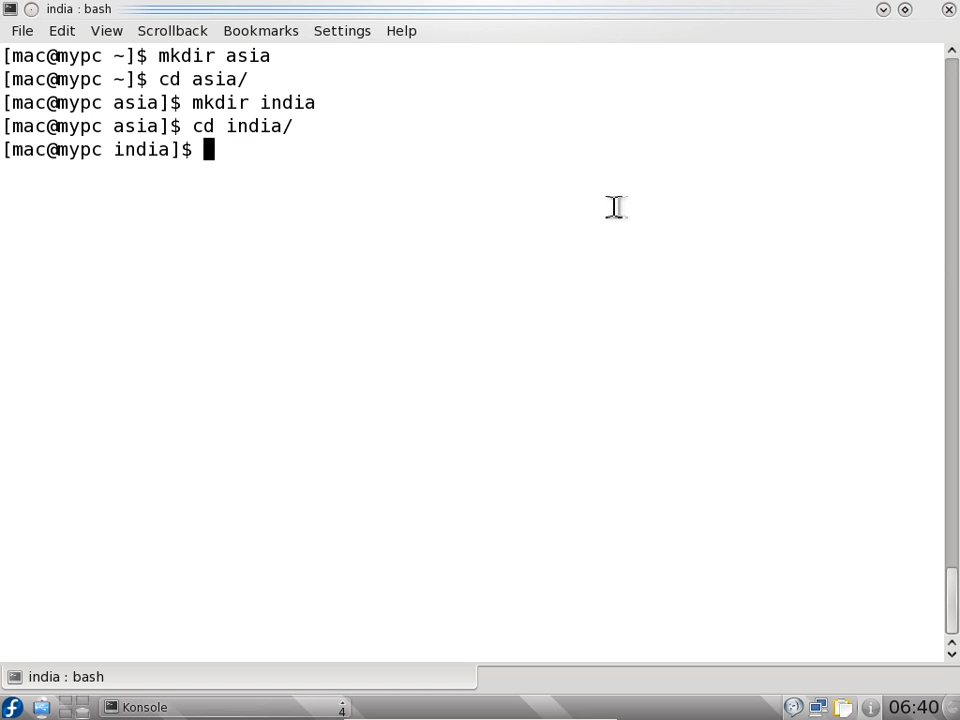 india : bash
File Edit View Scrollback Bookmarks Settings Help
[mac@mypc ~]$ mkdir asia
[mac@mypc ~]$ cd asia/
[mac@mypc asia]$ mkdir india
[mac@mypc asia]$ cd india/
[mac@mypc india]$
india : bash
Konsole 4 06:40